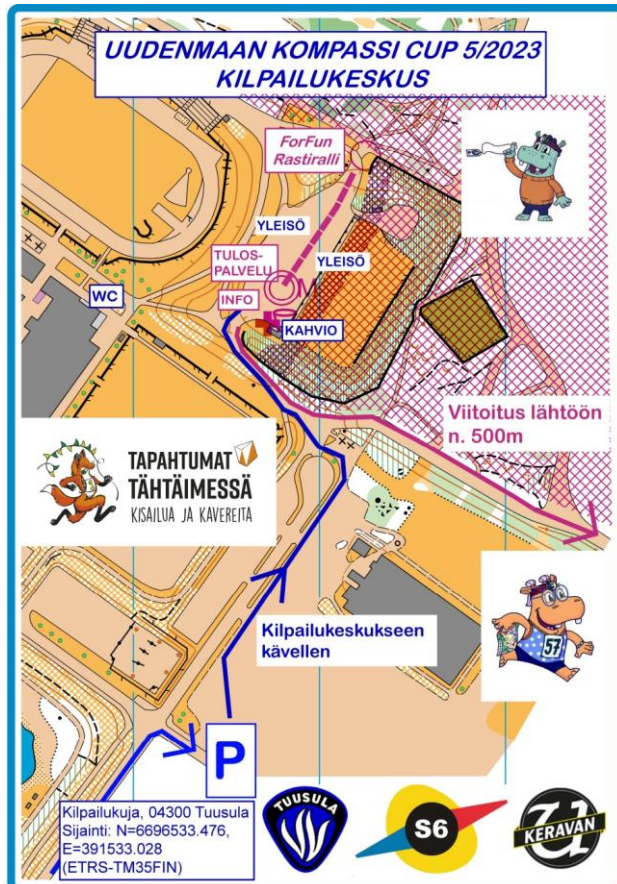 UUDENMAAN KOMPASSI CUP 5/2023
KILPAILUKESKUS
ForFun
Rastiralli
YLEISÖ
TULOS-
PALVELU
YLEISÖ
M
INFO
WC
KAHVIO
Viitoitus lähtöön
n. 500m
TAPAHTUMAT
TÄHTÄIMESSÄ
KISAILUA JA KAVEREITA
57
Kilpailukeskukseen
kävellen
P
Kilpailukuja, 04300 Tuusula
Sijainti: N=6696533.476,
E=391533.028
(ETRS-TM35FIN)
TUUSULA
S6
U
KERAVAN